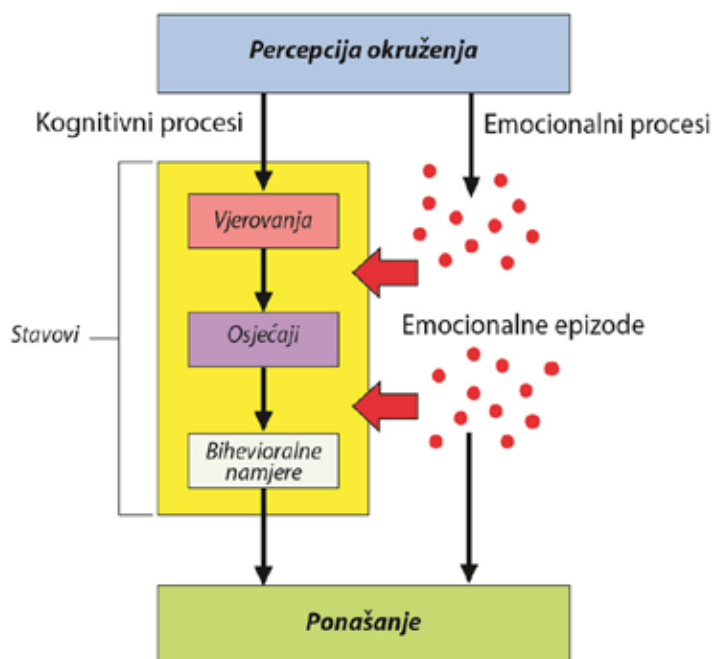 Percepcija okruženja
Kognitivni procesi
Emocionalni procesi
Vjerovanja
Stavovi
Osjećaji
Emocionalne epizode
Bihevioralne
namjere
Ponašanje